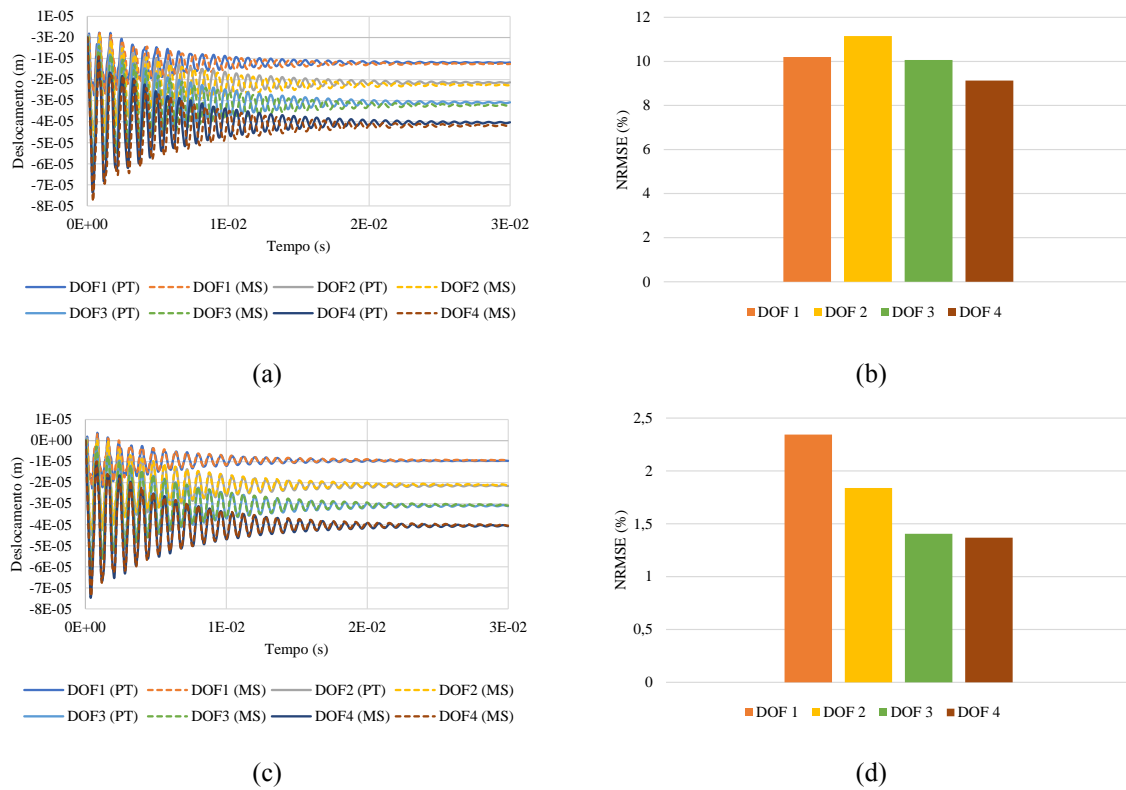 1E-05
-3E-20
-1E-05
-2E-05
-3E-05
-4E-05
-5E-05
-6E-05
-7E-05
-8E-05
Deslocamento (m)
0E+00 1E-02 2E-02 3E-02
Tempo (s)
DOF1 (PT) DOF1 (MS) DOF2 (PT) DOF2 (MS)
DOF3 (PT) DOF3 (MS) DOF4 (PT) DOF4 (MS)
(a)
12
10
8
6
4
2
0
NRMSE (%)
DOF 1 DOF 2 DOF 3 DOF 4
(b)
1E-05
0E+00
-1E-05
-2E-05
-3E-05
-4E-05
-5E-05
-6E-05
-7E-05
-8E-05
Deslocamento (m)
0E+00 1E-02 2E-02 3E-02
Tempo (s)
DOF1 (PT) DOF1 (MS) DOF2 (PT) DOF2 (MS)
DOF3 (PT) DOF3 (MS) DOF4 (MS) DOF4 (MS)
(c)
2,5
2
1,5
1
0,5
0
NRMSE (%)
DOF 1 DOF 2 DOF 3 DOF 4
(d)